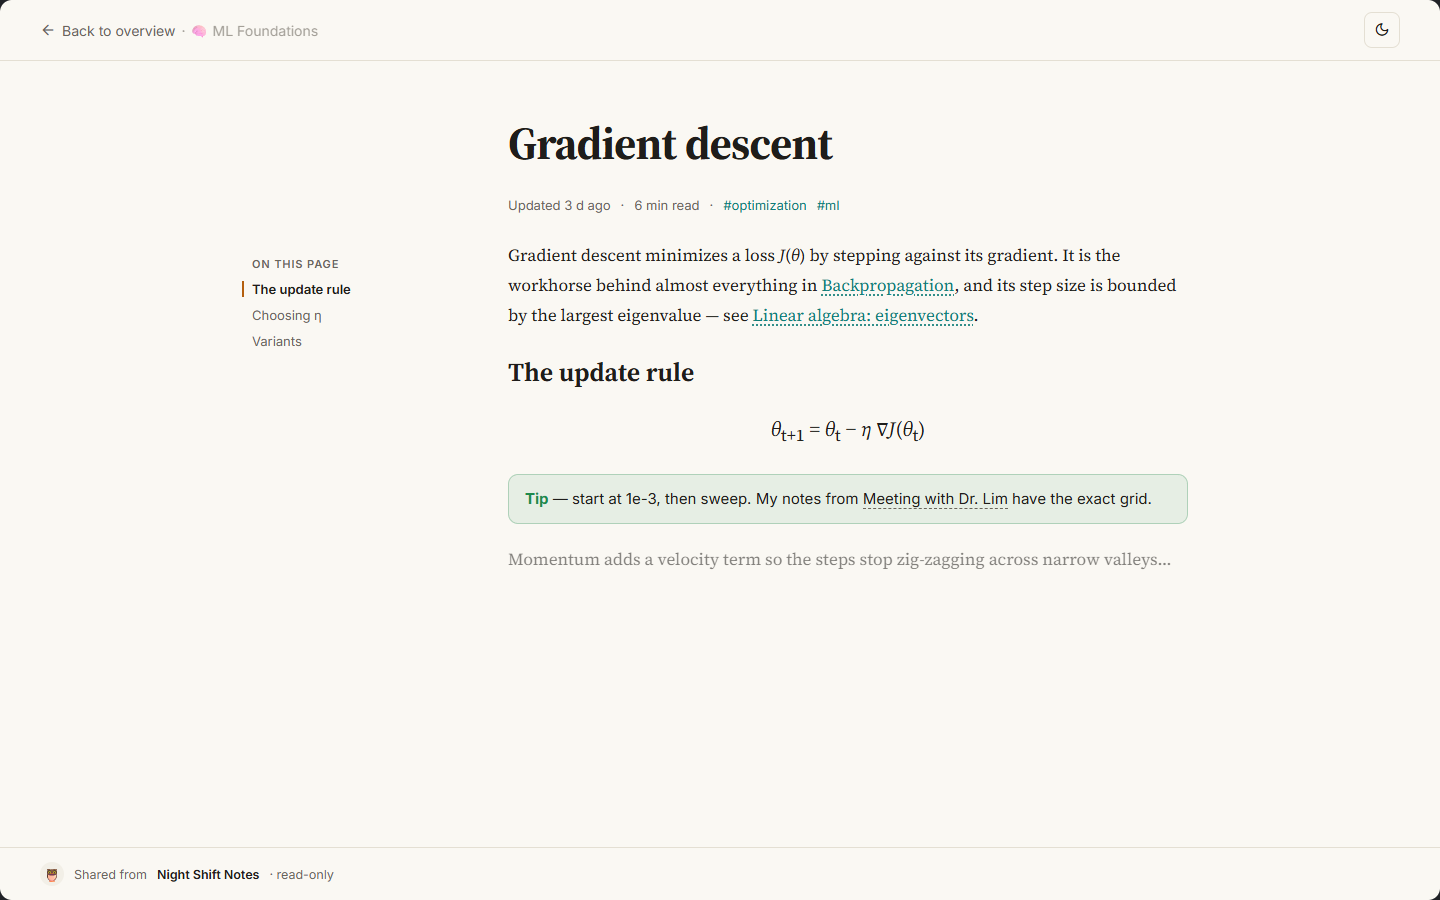 Back to overview · ML Foundations
Gradient descent
Updated 3 d ago · 6 min read · #optimization #ml
ON THIS PAGE
The update rule
Choosing η
Variants
Gradient descent minimizes a loss J(θ) by stepping against its gradient. It is the
workhorse behind almost everything in Backpropagation, and its step size is bounded
by the largest eigenvalue — see Linear algebra: eigenvectors.
The update rule
θt+1 = θt − η ∇J(θt)
Tip — start at 1e-3, then sweep. My notes from Meeting with Dr. Lim have the exact grid.
Momentum adds a velocity term so the steps stop zig-zagging across narrow valleys…
Shared from Night Shift Notes · read-only